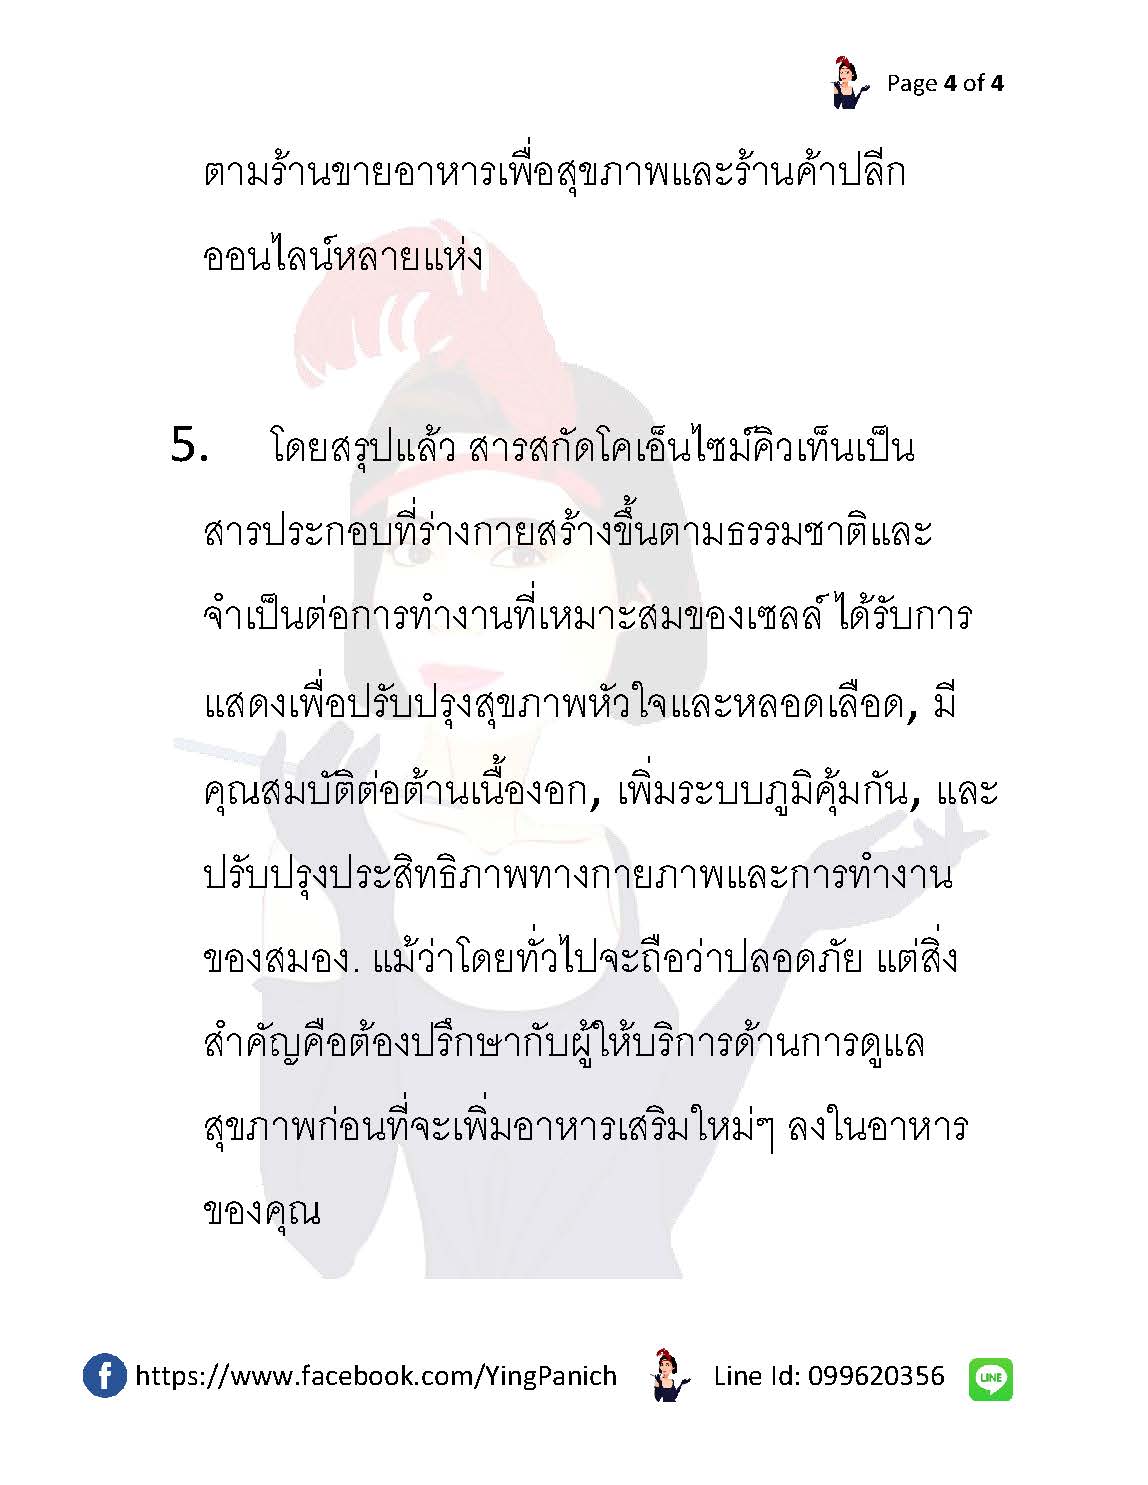 Page 4 of 4
ตามร้านขายอาหารเพื่อสุขภาพและร้านค้าปลีก
ออนไลน์หลายแห่ง
5. โดยสรุปแล้ว สารสกัดโคเอ็นไซม์คิวเท็นเป็น
สารประกอบที่ร่างกายสร้างขึ้นตามธรรมชาติและ
จำเป็นต่อการทำงานที่เหมาะสมของเซลล์ ได้รับการ
แสดงเพื่อปรับปรุงสุขภาพหัวใจและหลอดเลือด, มี
คุณสมบัติต่อต้านเนื้องอก, เพิ่มระบบภูมิคุ้มกัน, และ
ปรับปรุงประสิทธิภาพทางกายภาพและการทำงาน
ของสมอง. แม้ว่าโดยทั่วไปจะถือว่าปลอดภัย แต่สิ่ง
สำคัญคือต้องปรึกษากับผู้ให้บริการด้านการดูแล
สุขภาพก่อนที่จะเพิ่มอาหารเสริมใหม่ๆ ลงในอาหาร
ของคุณ
https://www.facebook.com/YingPanich Line Id: 099620356 LINE